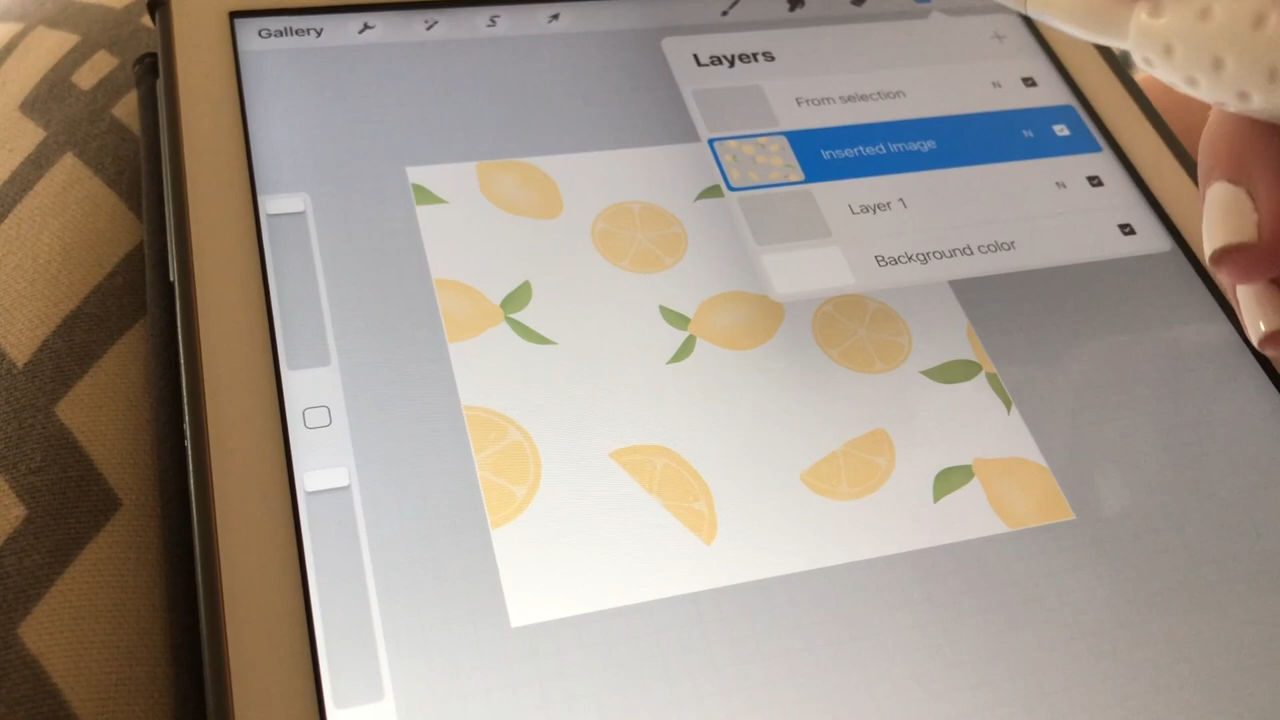 Gallery
Layers
From selection N
Inserted Image N
Layer 1 N
Background color